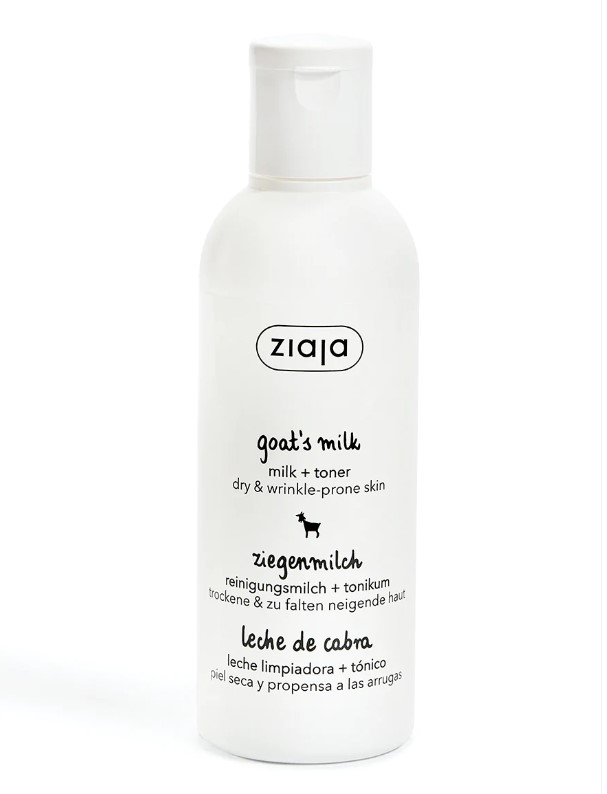 ziaja
goat's milk
milk + toner
dry & wrinkle-prone skin
ziegenmilch
reinigungsmilch + tonikum
trockene & zu falten neigende haut
leche de cabra
leche limpiadora + tónico
piel seca y propensa a las arrugas